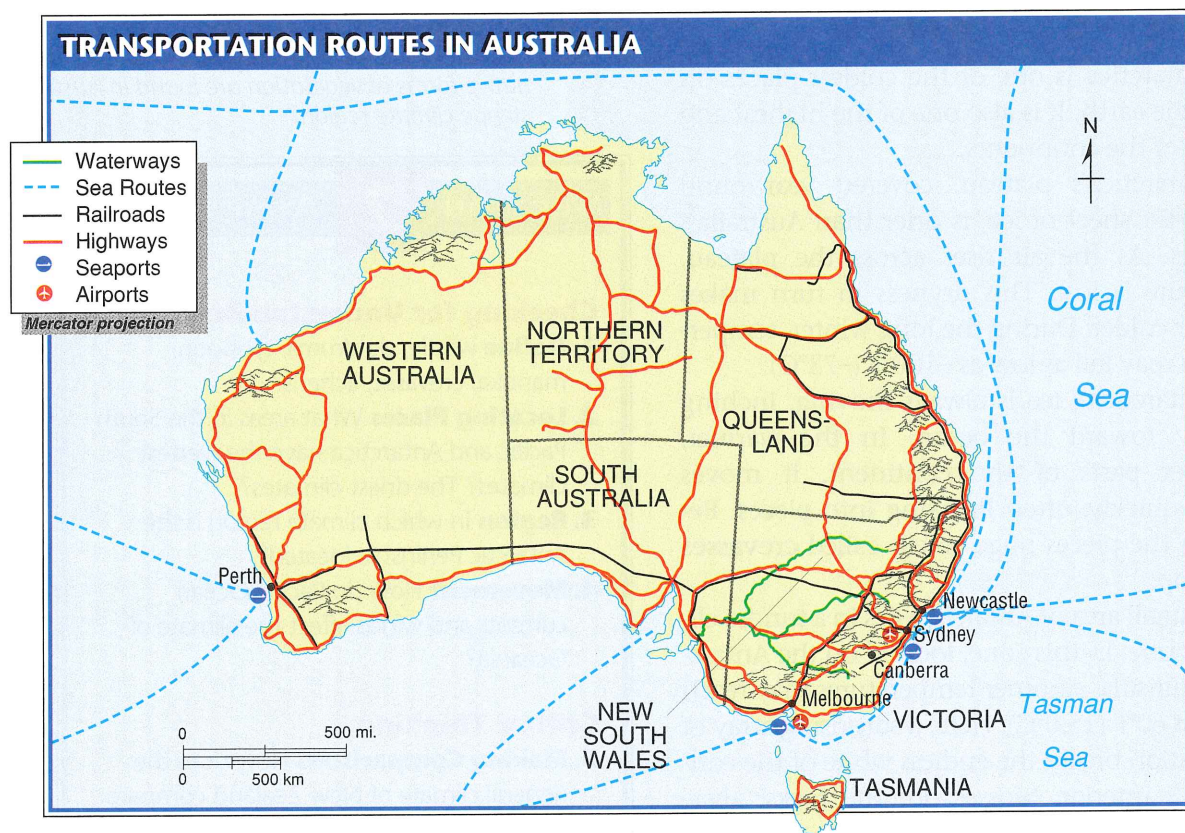 TRANSPORTATION ROUTES IN AUSTRALIA
Waterways
Sea Routes
Railroads
Highways
Seaports
Airports
Mercator projection
N
Coral
Sea
WESTERN
AUSTRALIA
NORTHERN
TERRITORY
QUEENS-
LAND
SOUTH
AUSTRALIA
Perth
Newcastle
Sydney
Canberra
Melbourne
NEW
SOUTH
WALES
VICTORIA
Tasman
Sea
TASMANIA
0 500 mi.
0 500 km